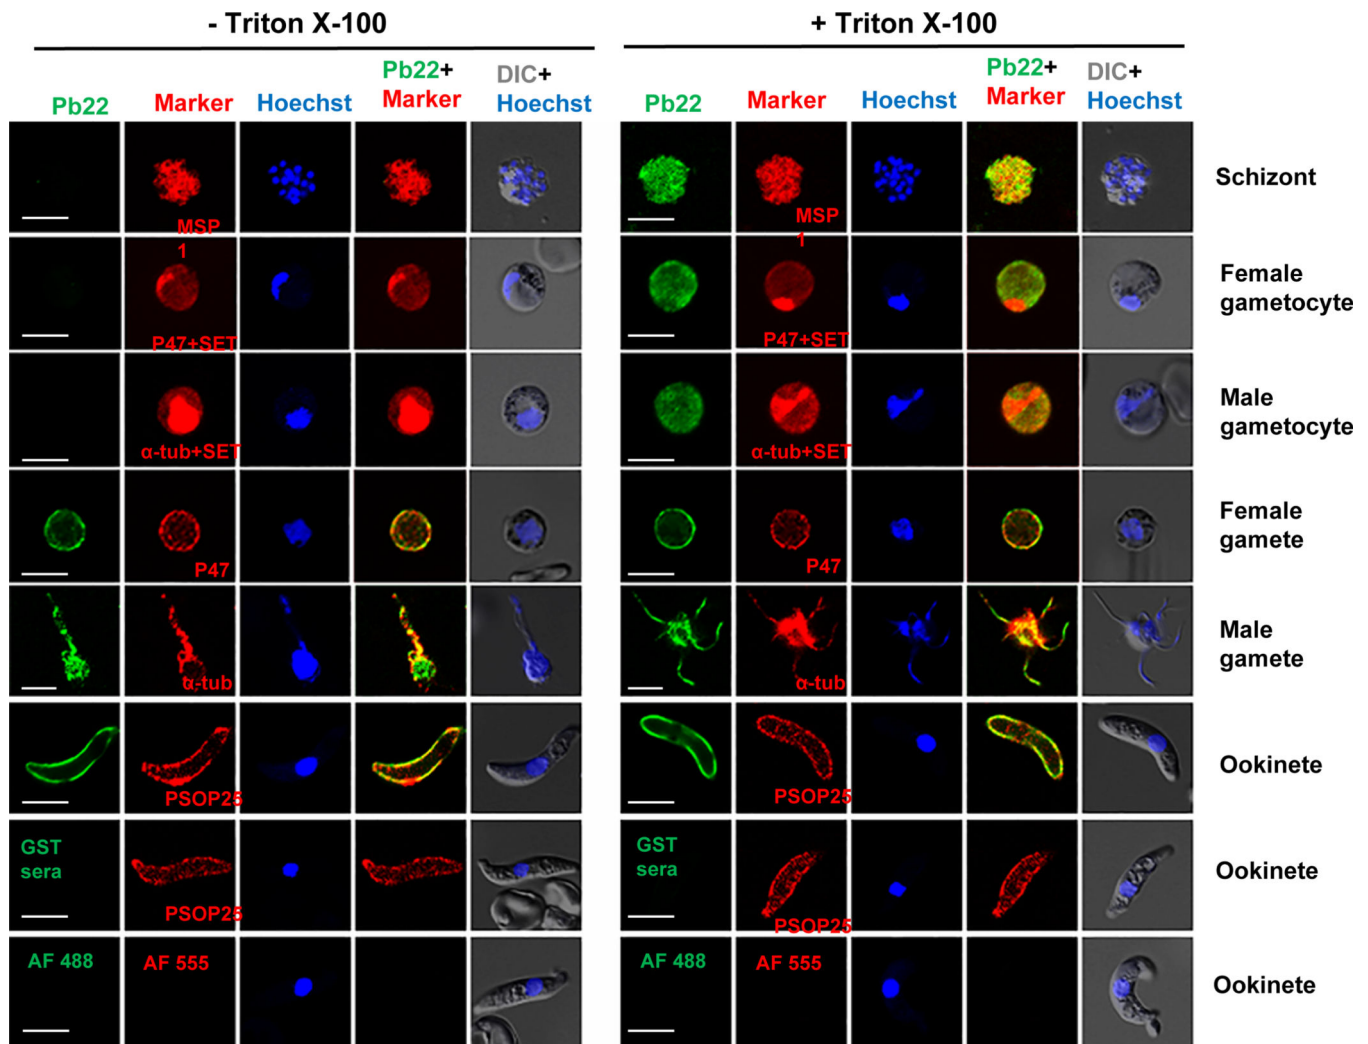 - Triton X-100
+ Triton X-100
Pb22
Marker
Hoechst
Pb22+
Marker
DIC+
Hoechst
Pb22
Marker
Hoechst
Pb22+
Marker
DIC+
Hoechst
MSP
1
MSP
1
Schizont
P47+SET
P47+SET
Female
gametocyte
α-tub+SET
α-tub+SET
Male
gametocyte
P47
P47
Female
gamete
α-tub
α-tub
Male
gamete
PSOP25
PSOP25
Ookinete
GST
sera
PSOP25
GST
sera
PSOP25
Ookinete
AF 488
AF 555
AF 488
AF 555
Ookinete